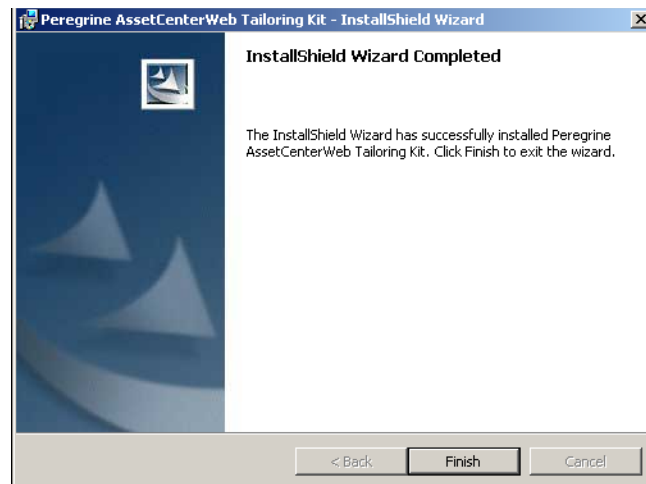 Peregrine AssetCenterWeb Tailoring Kit - InstallShield Wizard
InstallShield Wizard Completed
The InstallShield Wizard has successfully installed Peregrine
AssetCenterWeb Tailoring Kit. Click Finish to exit the wizard.
< Back
Finish
Cancel